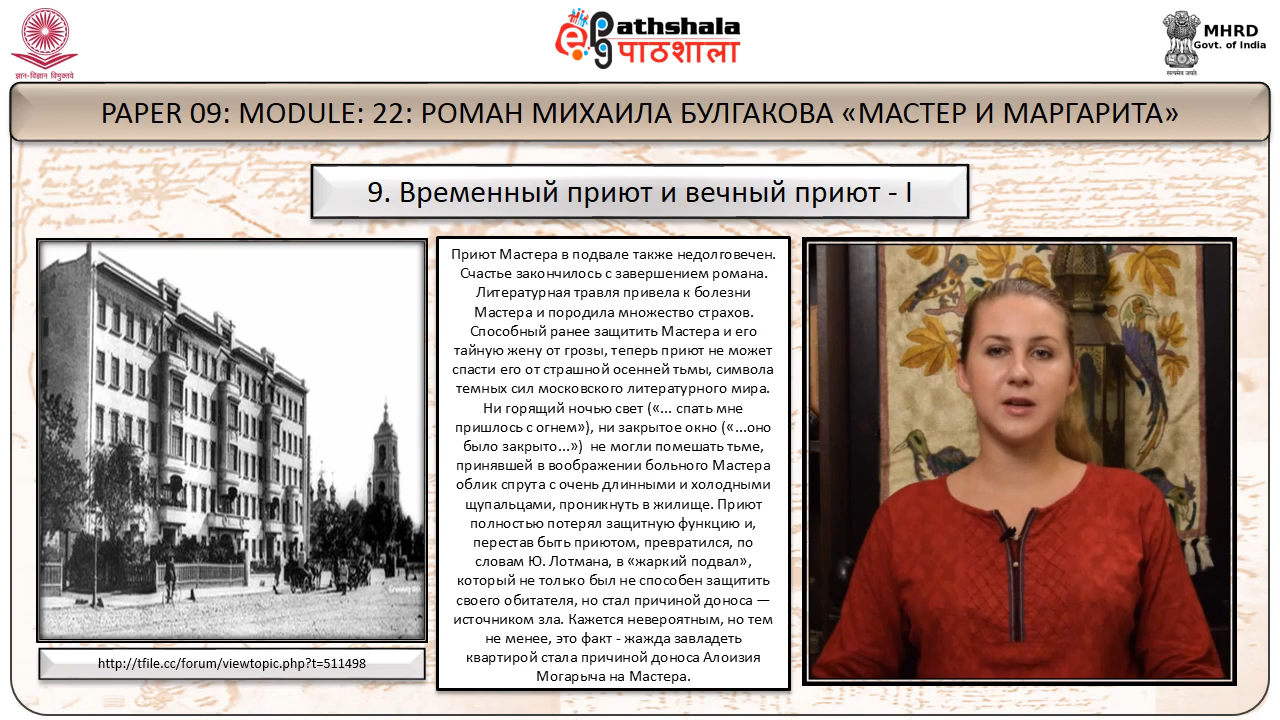 ज्ञान-विज्ञान विमुक्तये
ePathshala
पाठशाला
MHRD
Govt. of India
सत्यमेव जयते
PAPER 09: MODULE: 22: РОМАН МИХАИЛА БУЛГАКОВА «МАСТЕР И МАРГАРИТА»
9. Временный приют и вечный приют - I
Приют Мастера в подвале также недолговечен.
Счастье закончилось с завершением романа.
Литературная травля привела к болезни
Мастера и породила множество страхов.
Способный ранее защитить Мастера и его
тайную жену от грозы, теперь приют не может
спасти его от страшной осенней тьмы, символа
темных сил московского литературного мира.
Ни горящий ночью свет («... спать мне
пришлось с огнем»), ни закрытое окно («...оно
было закрыто...») не могли помешать тьме,
принявшей в воображении больного Мастера
облик спрута с очень длинными и холодными
щупальцами, проникнуть в жилище. Приют
полностью потерял защитную функцию и,
перестав быть приютом, превратился, по
словам Ю. Лотмана, в «жаркий подвал»,
который не только был не способен защитить
своего обитателя, но стал причиной доноса —
источником зла. Кажется невероятным, но тем
не менее, это факт - жажда завладеть
квартирой стала причиной доноса Алоизия
Могарыча на Мастера.
http://tfile.cc/forum/viewtopic.php?t=511498